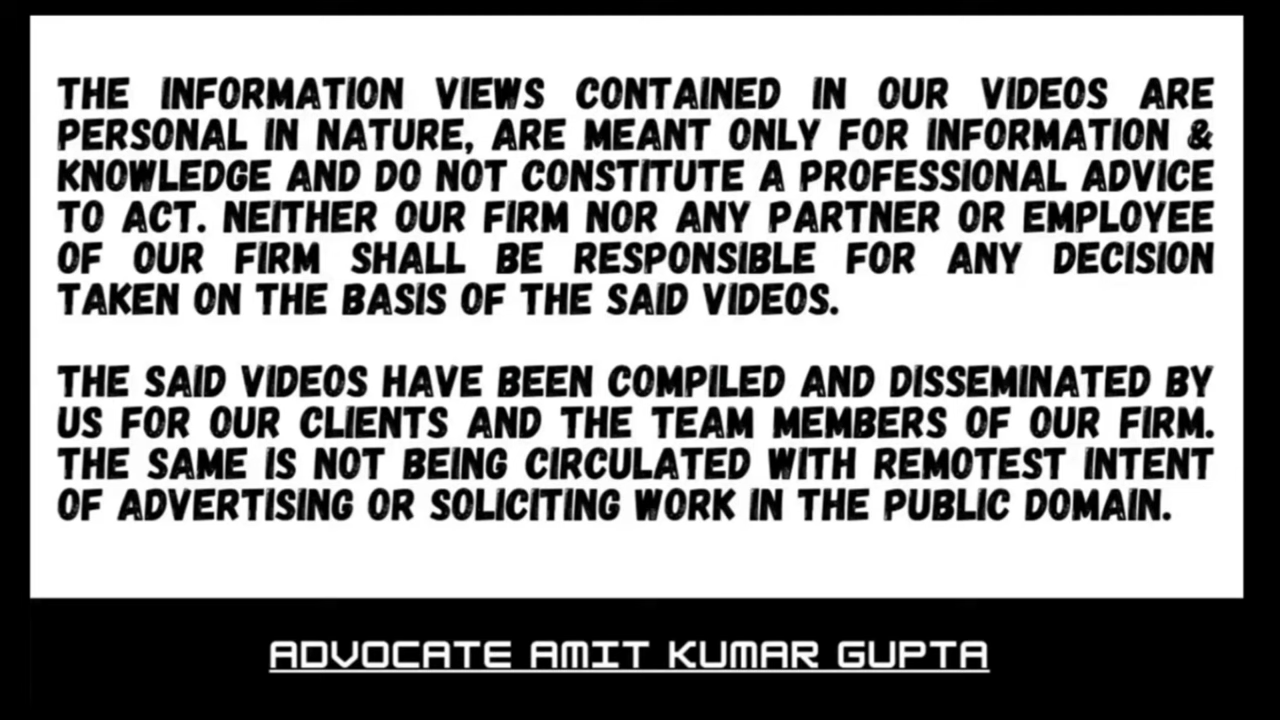 THE INFORMATION VIEWS CONTAINED IN OUR VIDEOS ARE
PERSONAL IN NATURE, ARE MEANT ONLY FOR INFORMATION &
KNOWLEDGE AND DO NOT CONSTITUTE A PROFESSIONAL ADVICE
TO ACT. NEITHER OUR FIRM NOR ANY PARTNER OR EMPLOYEE
OF OUR FIRM SHALL BE RESPONSIBLE FOR ANY DECISION
TAKEN ON THE BASIS OF THE SAID VIDEOS.
THE SAID VIDEOS HAVE BEEN COMPILED AND DISSEMINATED BY
US FOR OUR CLIENTS AND THE TEAM MEMBERS OF OUR FIRM.
THE SAME IS NOT BEING CIRCULATED WITH REMOTEST INTENT
OF ADVERTISING OR SOLICITING WORK IN THE PUBLIC DOMAIN.
ADVOCATE AMIT KUMAR GUPTA